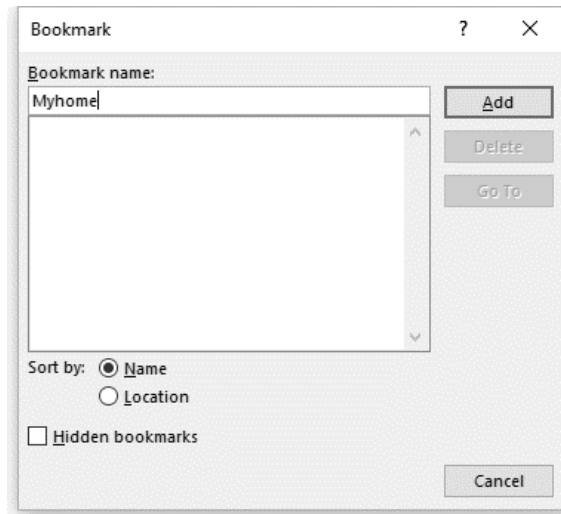 Bookmark ? ×
Bookmark name:
Myhome
Add
Delete
Go To
Sort by: Name
Location
Hidden bookmarks
Cancel